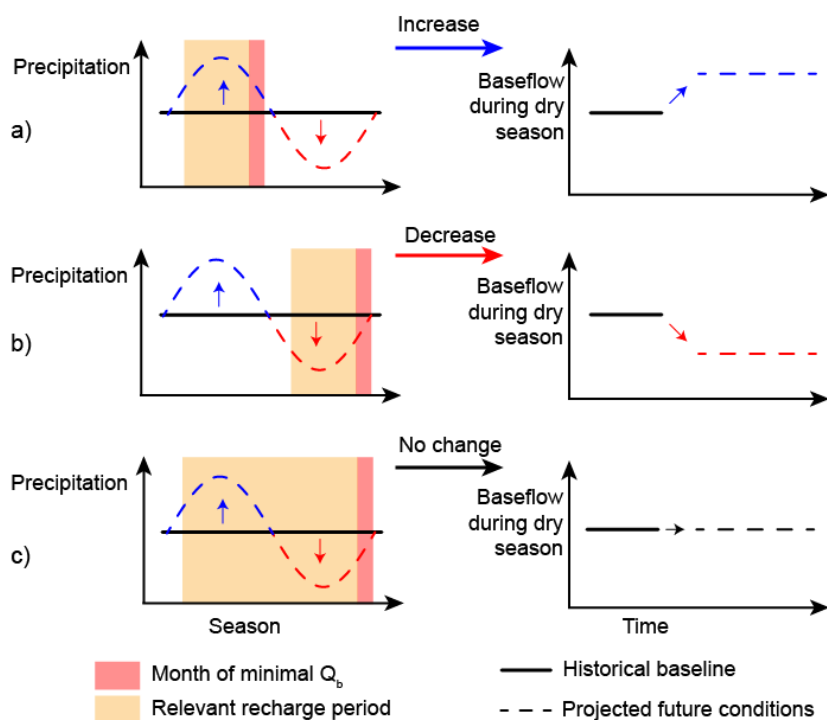 Increase
Precipitation
Baseflow
during dry
season
a)
Decrease
Precipitation
Baseflow
during dry
season
b)
No change
Precipitation
Baseflow
during dry
season
c)
Season
Time
Month of minimal Qb
Historical baseline
Relevant recharge period
Projected future conditions